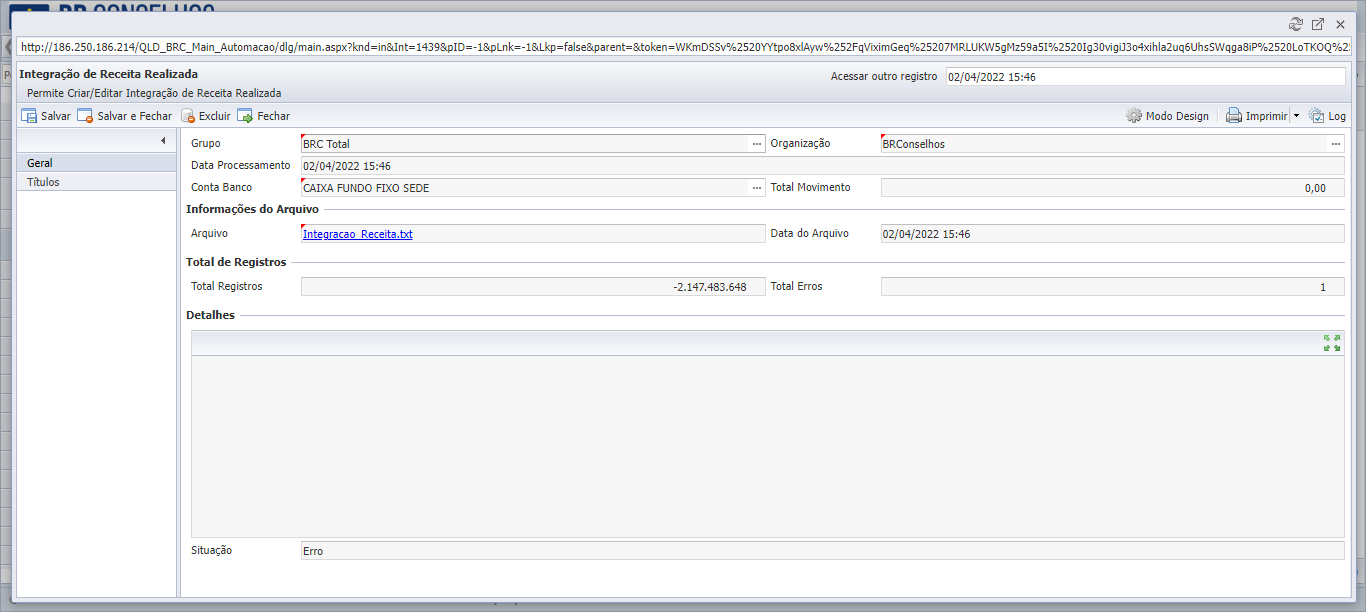 BR CONSELHOS
http://186.250.186.214/QLD_BRC_Main_Automacao/dlg/main.aspx?knd=in&Int=1439&pID=-1&pLnk=-1&Lkp=false&parent=&token=WKmDSSv%2520YYtpo8xlAyw%252FqViximGeq%25207MRLUKW5gMz59a5I%2520Ig30vigiJ3o4xihla2uq6UhsSWqga8iP%2520LoTKOQ%25
Integração de Receita Realizada
Acessar outro registro 02/04/2022 15:46
Permite Criar/Editar Integração de Receita Realizada
Salvar Salvar e Fechar Excluir Fechar Modo Design Imprimir Log
Geral
Títulos
Grupo BRC Total ... Organização BRConselhos ...
Data Processamento 02/04/2022 15:46
Conta Banco CAIXA FUNDO FIXO SEDE ... Total Movimento 0,00
Informações do Arquivo
Arquivo Integracao_Receita.txt Data do Arquivo 02/04/2022 15:46
Total de Registros
Total Registros -2.147.483.648 Total Erros 1
Detalhes
Situação Erro